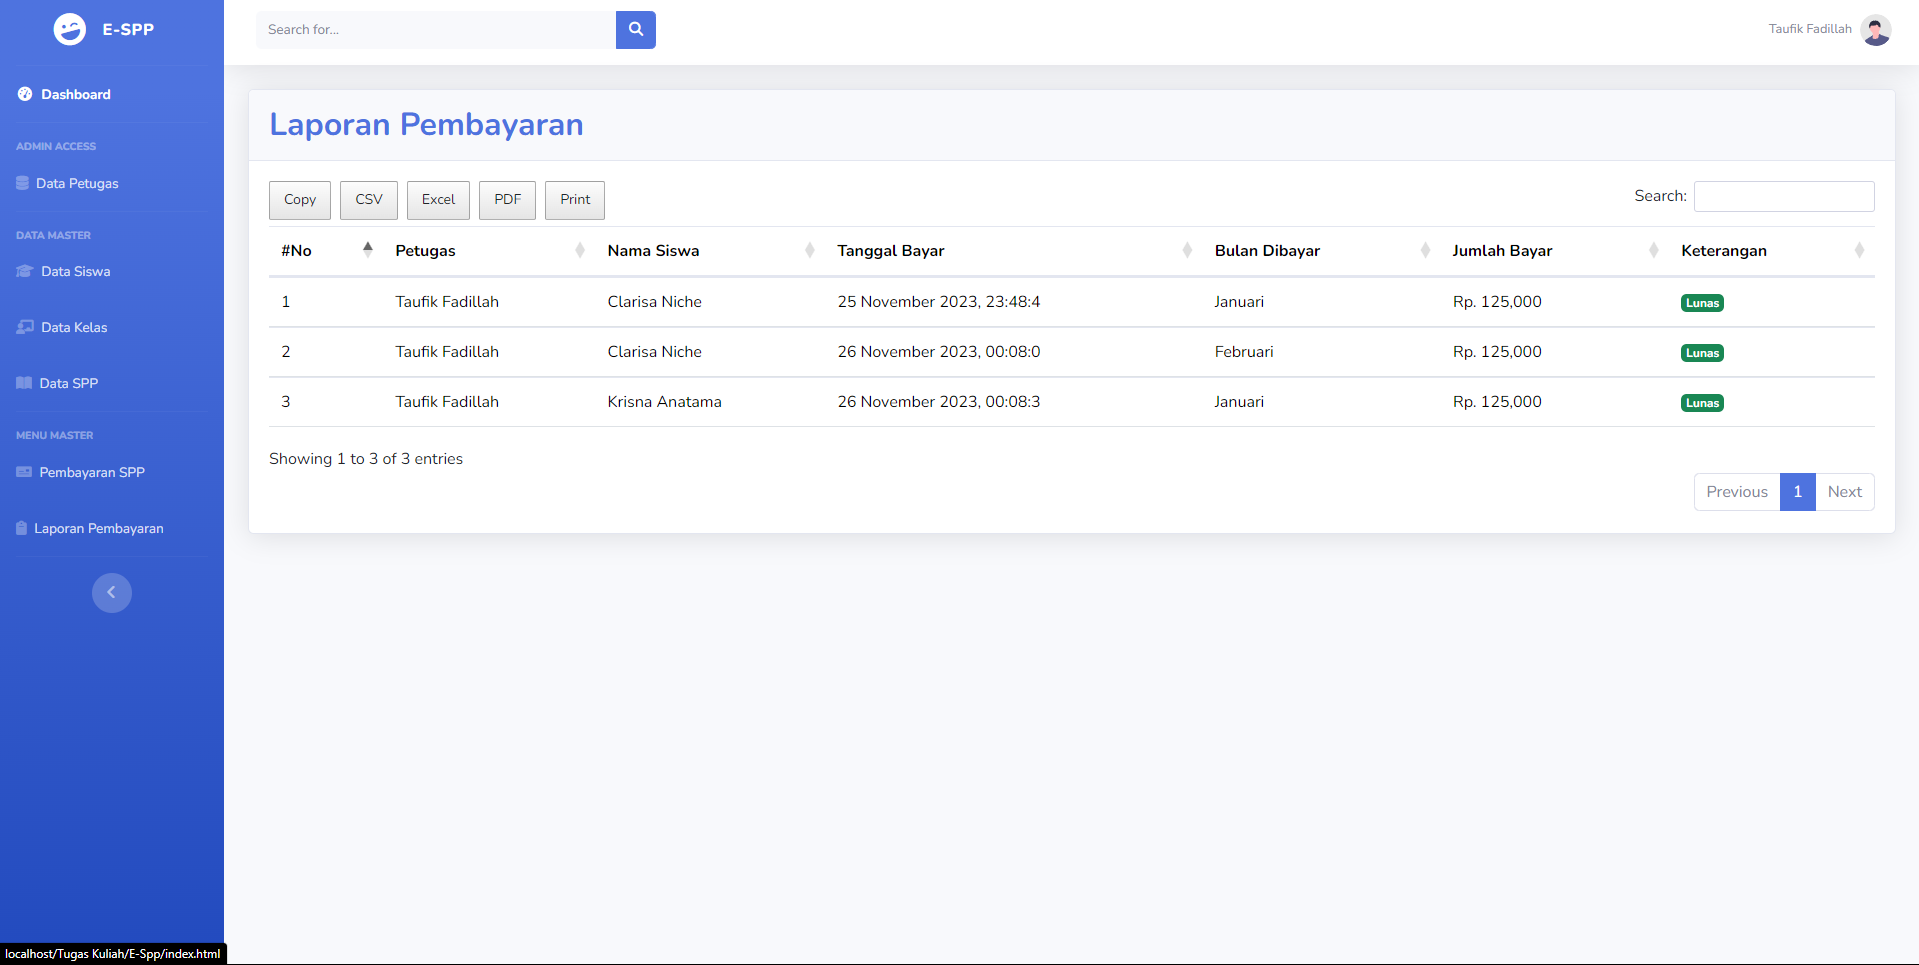 E-SPP
Search for...
Taufik Fadillah
Dashboard
ADMIN ACCESS
Data Petugas
DATA MASTER
Data Siswa
Data Kelas
Data SPP
MENU MASTER
Pembayaran SPP
Laporan Pembayaran
Laporan Pembayaran
Copy CSV Excel PDF Print
Search:
#No Petugas Nama Siswa Tanggal Bayar Bulan Dibayar Jumlah Bayar Keterangan
1 Taufik Fadillah Clarisa Niche 25 November 2023, 23:48:4 Januari Rp. 125,000 Lunas
2 Taufik Fadillah Clarisa Niche 26 November 2023, 00:08:0 Februari Rp. 125,000 Lunas
3 Taufik Fadillah Krisna Anatama 26 November 2023, 00:08:3 Januari Rp. 125,000 Lunas
Showing 1 to 3 of 3 entries
Previous 1 Next
localhost/Tugas Kuliah/E-Spp/index.html